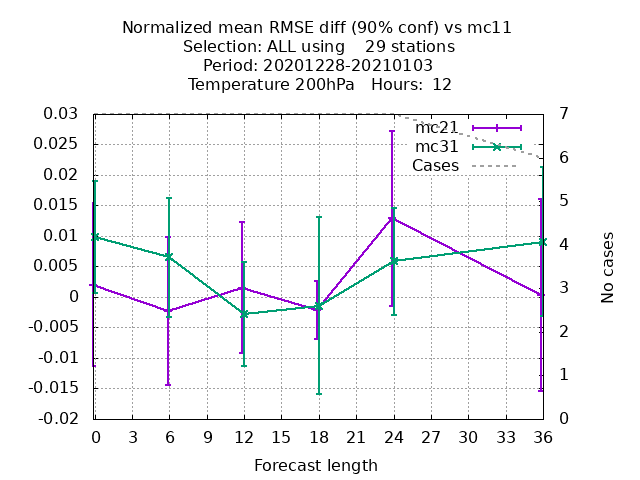 Normalized mean RMSE diff (90% conf) vs mc11
Selection: ALL using    29 stations
Period: 20201228-20210103
Temperature 200hPa   Hours:  12
mc21
mc31
Cases
0.03
0.025
0.02
0.015
0.01
0.005
0
-0.005
-0.01
-0.015
-0.02
7
6
5
4
3
2
1
0
No cases
0 3 6 9 12 15 18 21 24 27 30 33 36
Forecast length